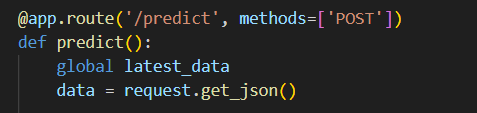 @app.route('/predict', methods=['POST'])
def predict():
    global latest_data
    data = request.get_json()